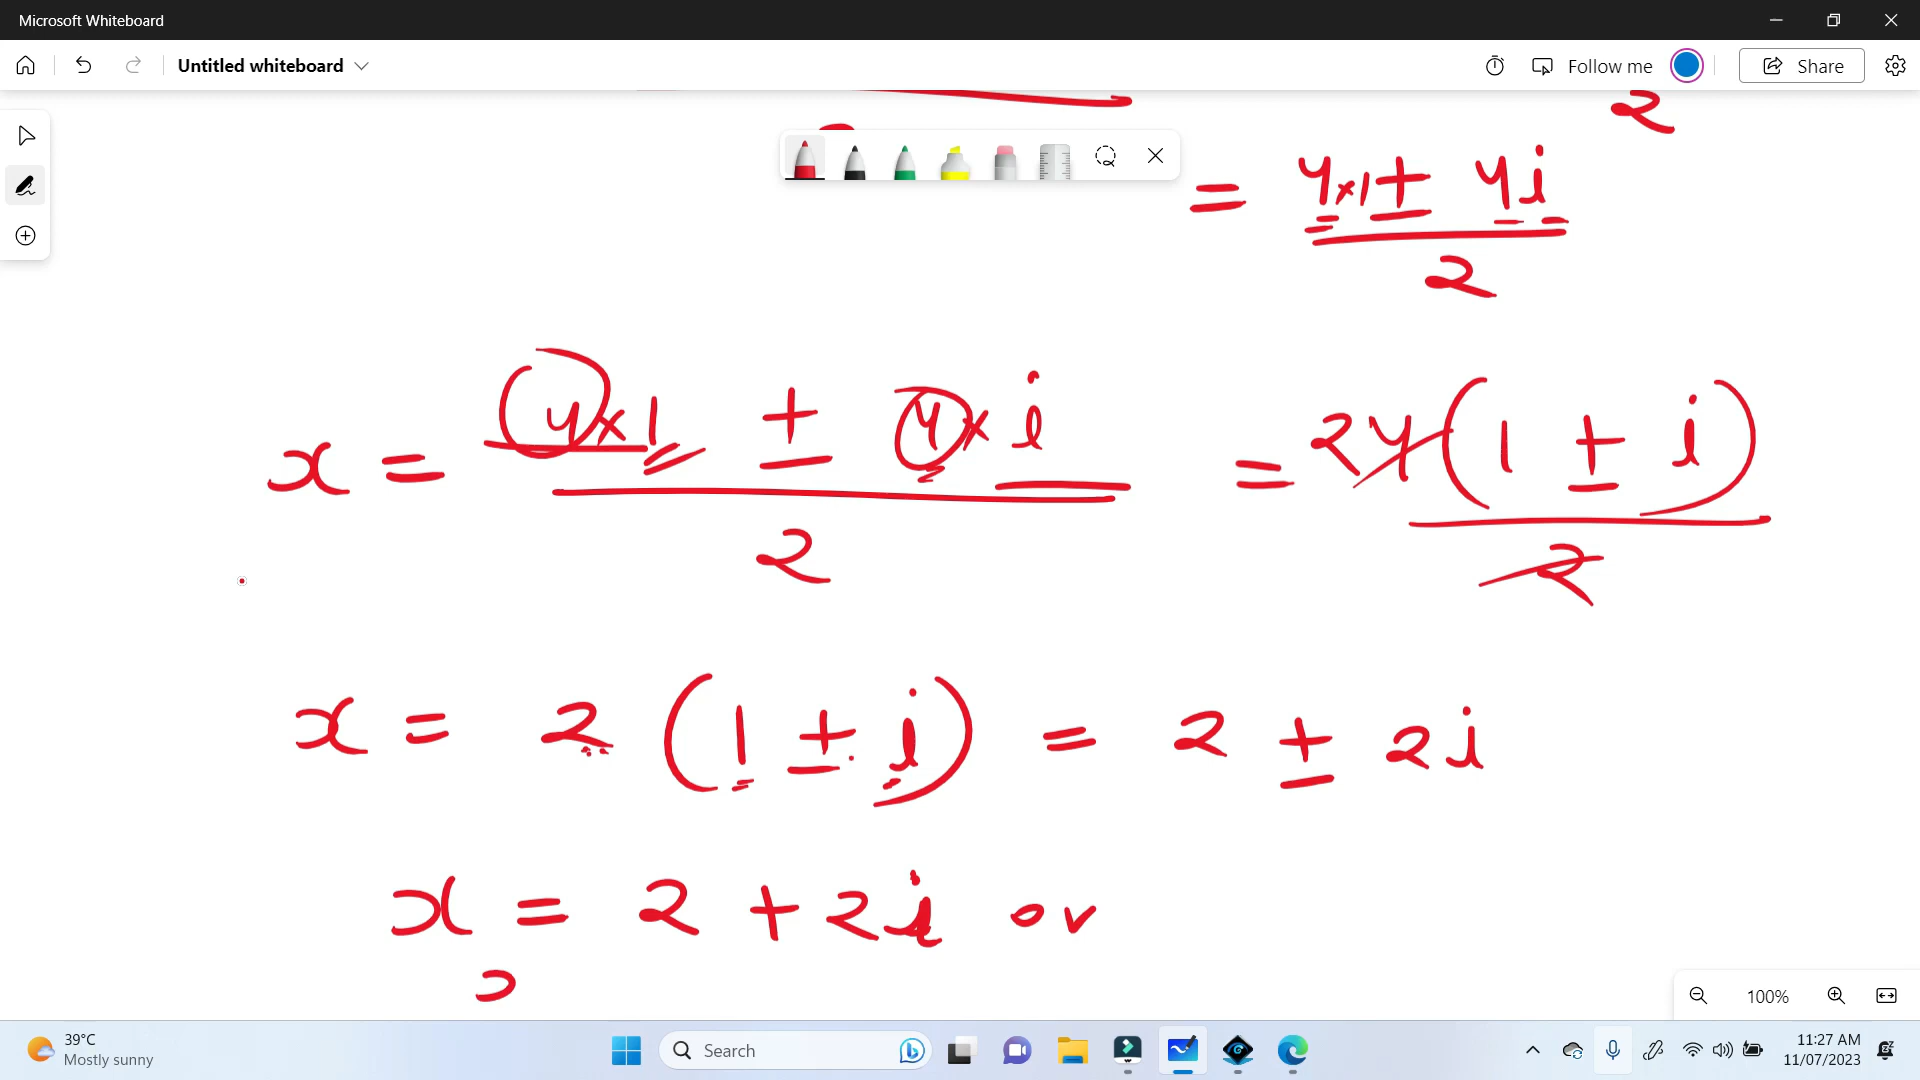 Microsoft Whiteboard
Untitled whiteboard
Follow me
Share
2
= 4×1 ± 4i
2
x = 4×1 ± 4×i = 24(1 ± i)
2 2
x = 2 (1 ± i) = 2 ± 2i
x = 2 + 2i or
100%
39°C
Mostly sunny
Search
11:27 AM
11/07/2023